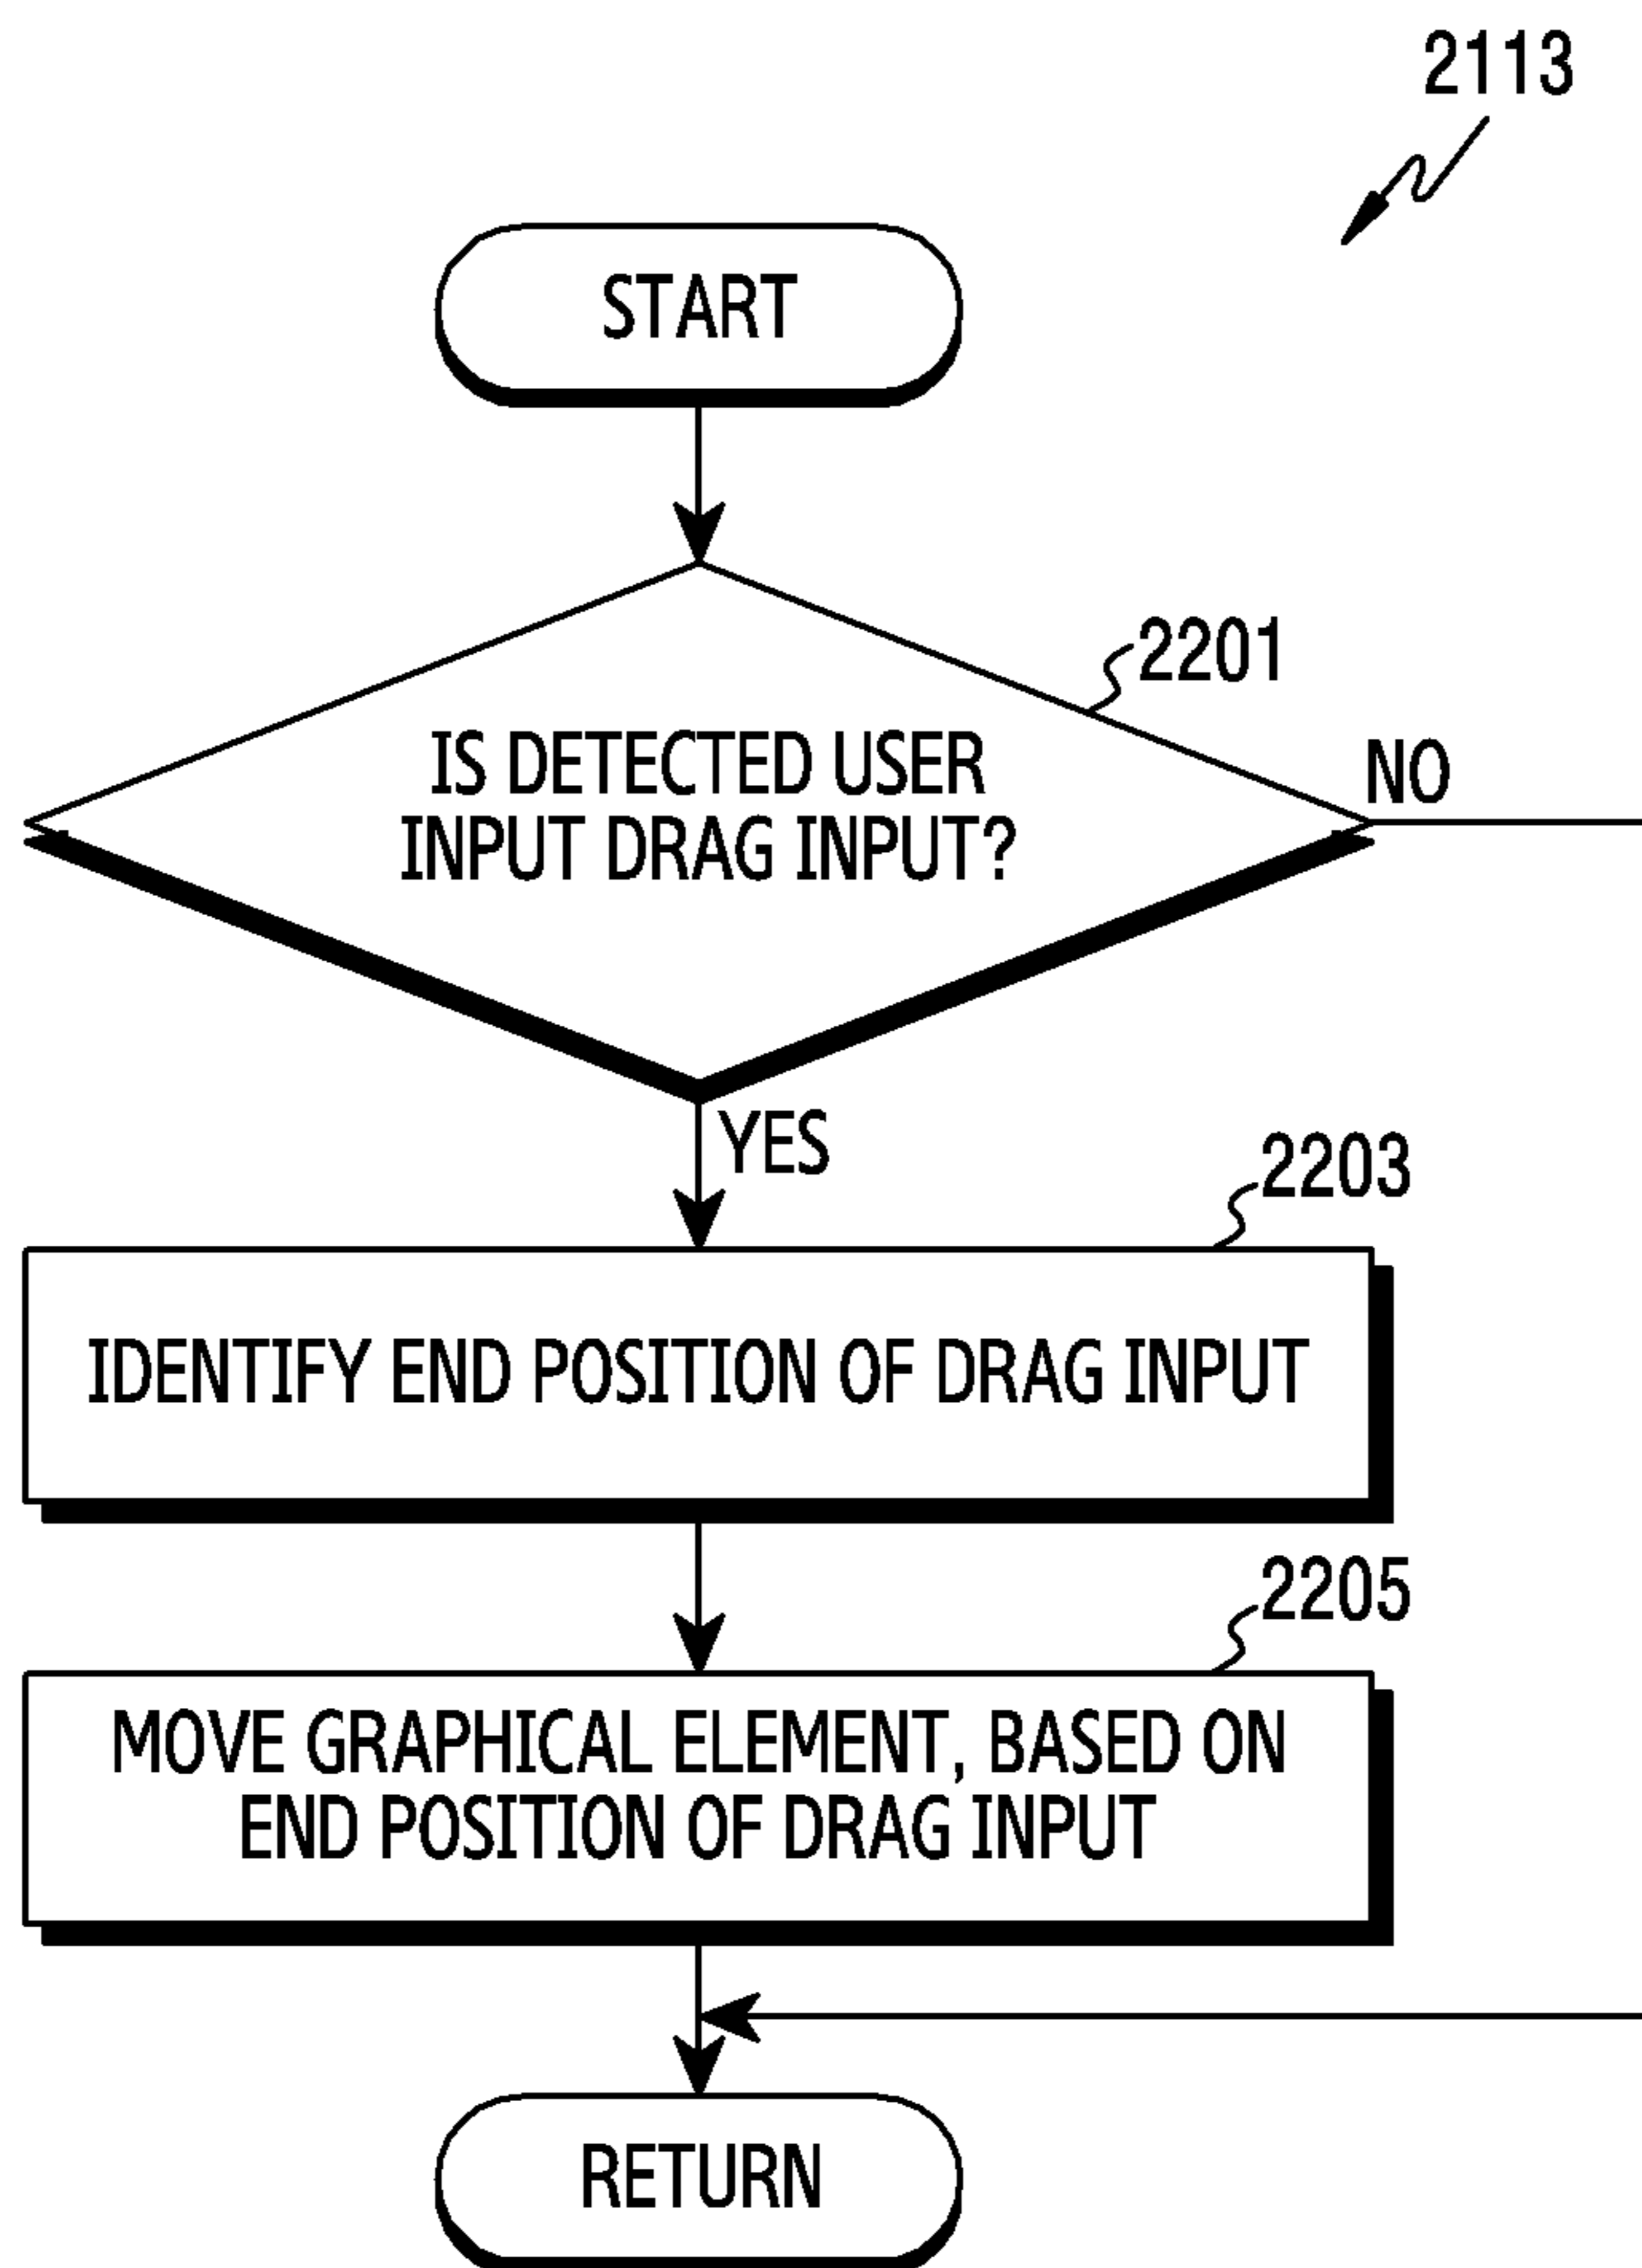 2113
START
2201
IS DETECTED USER
INPUT DRAG INPUT?
NO
YES
2203
IDENTIFY END POSITION OF DRAG INPUT
2205
MOVE GRAPHICAL ELEMENT, BASED ON
END POSITION OF DRAG INPUT
RETURN